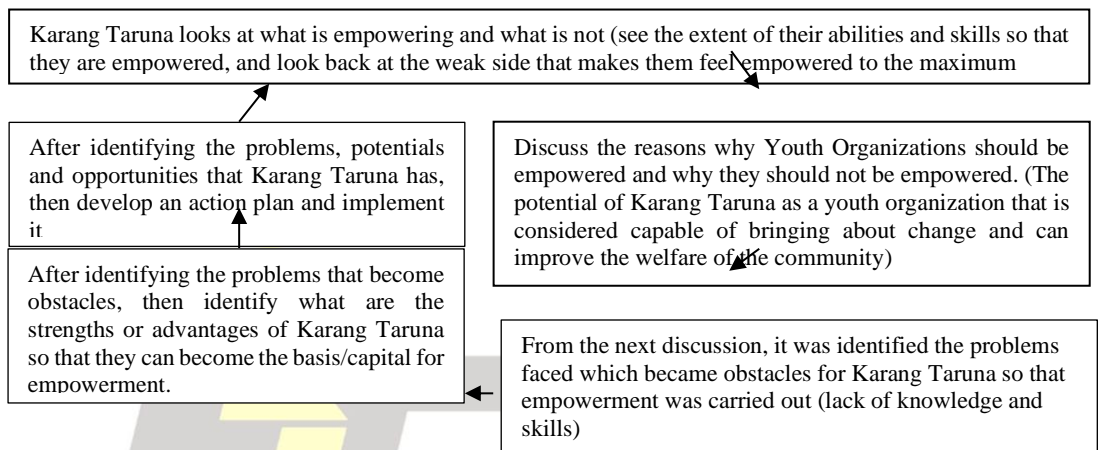 Karang Taruna looks at what is empowering and what is not (see the extent of their abilities and skills so that
they are empowered, and look back at the weak side that makes them feel empowered to the maximum
After identifying the problems, potentials
and opportunities that Karang Taruna has,
then develop an action plan and implement
it
Discuss the reasons why Youth Organizations should be
empowered and why they should not be empowered. (The
potential of Karang Taruna as a youth organization that is
considered capable of bringing about change and can
improve the welfare of the community)
After identifying the problems that become
obstacles, then identify what are the
strengths or advantages of Karang Taruna
so that they can become the basis/capital for
empowerment.
From the next discussion, it was identified the problems
faced which became obstacles for Karang Taruna so that
empowerment was carried out (lack of knowledge and
skills)